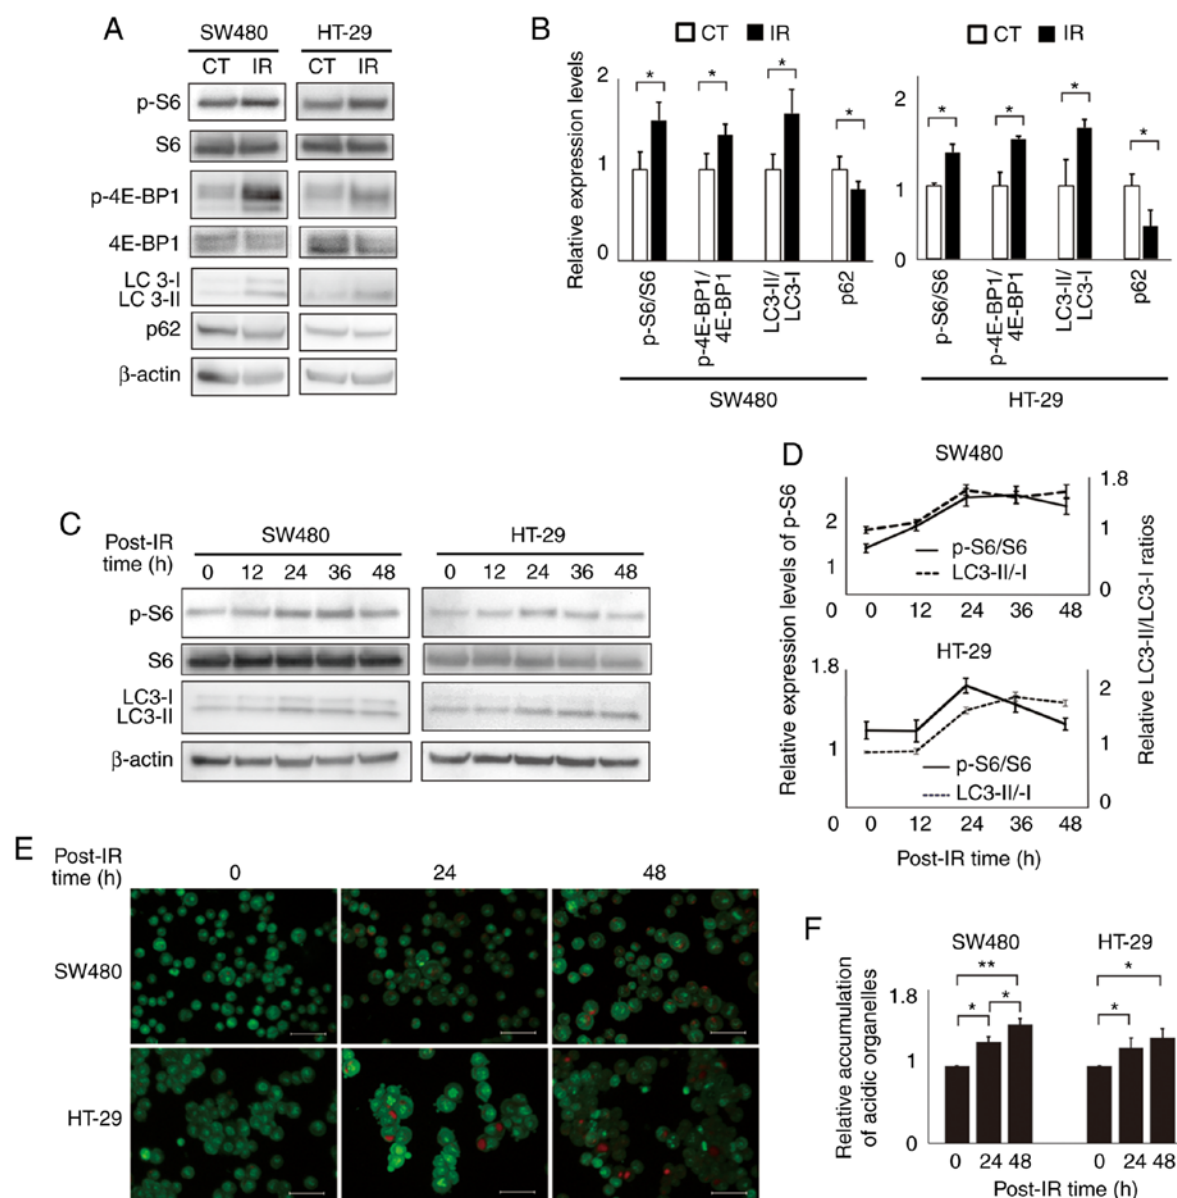 A
SW480 HT-29
CT IR CT IR
p-S6
S6
p-4E-BP1
4E-BP1
LC 3-I
LC 3-II
p62
β-actin
B
CT IR
CT IR
Relative expression levels
2
1
0
* * * *
p-S6/S6
p-4E-BP1/
4E-BP1
LC3-II/
LC3-I
p62
SW480
2
1
0
* * * *
p-S6/S6
p-4E-BP1/
4E-BP1
LC3-II/
LC3-I
p62
HT-29
C
Post-IR
time (h)
SW480 HT-29
0 12 24 36 48 0 12 24 36 48
p-S6
S6
LC3-I
LC3-II
β-actin
D
Relative expression levels of p-S6
Relative LC3-II/LC3-I ratios
SW480
2
1
1.8
1
0
p-S6/S6
LC3-II/-I
0 12 24 36 48
HT-29
1.8
1
0
2
1
0
p-S6/S6
LC3-II/-I
0 12 24 36 48
Post-IR time (h)
E
Post-IR
time (h)
0 24 48
SW480
HT-29
F
SW480 HT-29
Relative accumulation
of acidic organelles
1.8
1
0
** *
* * *
0 24 48 0 24 48
Post-IR time (h)